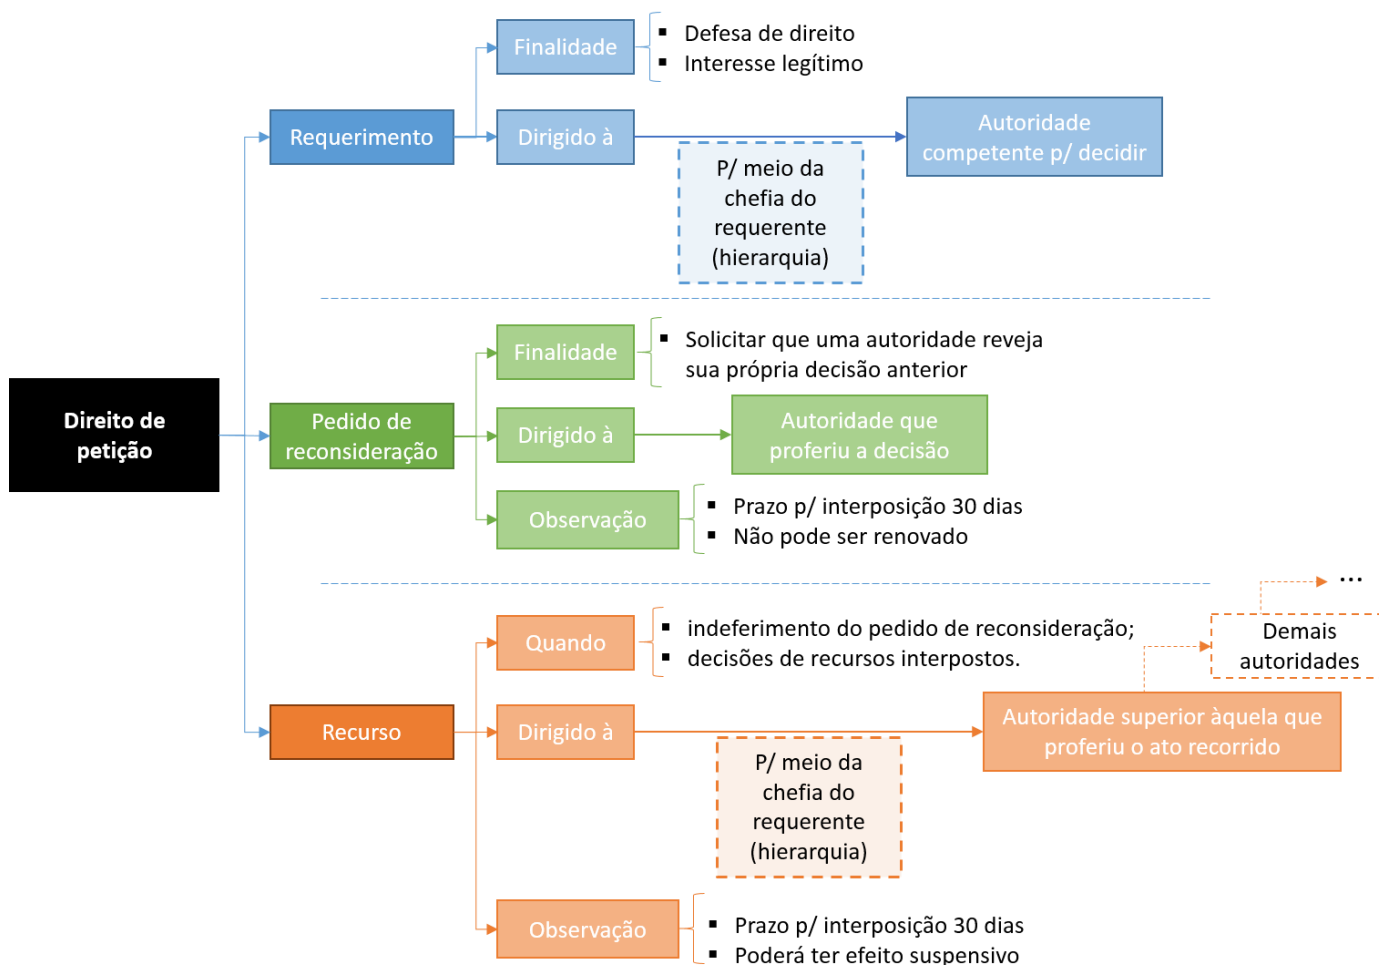 Direito de
petição
Requerimento
Finalidade
▪ Defesa de direito
▪ Interesse legítimo
Dirigido à
P/ meio da
chefia do
requerente
(hierarquia)
Autoridade
competente p/ decidir
Pedido de
reconsideração
Finalidade
▪ Solicitar que uma autoridade reveja
sua própria decisão anterior
Dirigido à
Autoridade que
proferiu a decisão
Observação
▪ Prazo p/ interposição 30 dias
▪ Não pode ser renovado
Recurso
Quando
▪ indeferimento do pedido de reconsideração;
▪ decisões de recursos interpostos.
Dirigido à
P/ meio da
chefia do
requerente
(hierarquia)
Autoridade superior àquela que
proferiu o ato recorrido
Demais
autoridades
...
Observação
▪ Prazo p/ interposição 30 dias
▪ Poderá ter efeito suspensivo